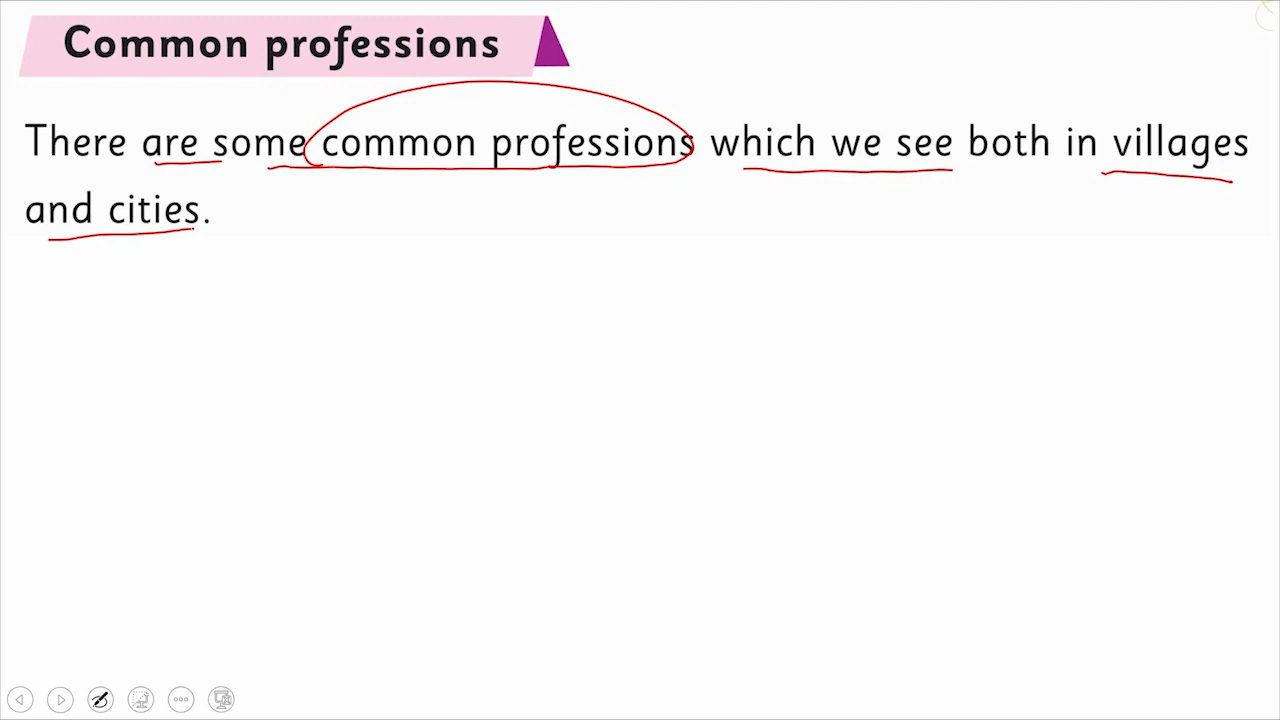 Common professions
There are some common professions which we see both in villages
and cities.